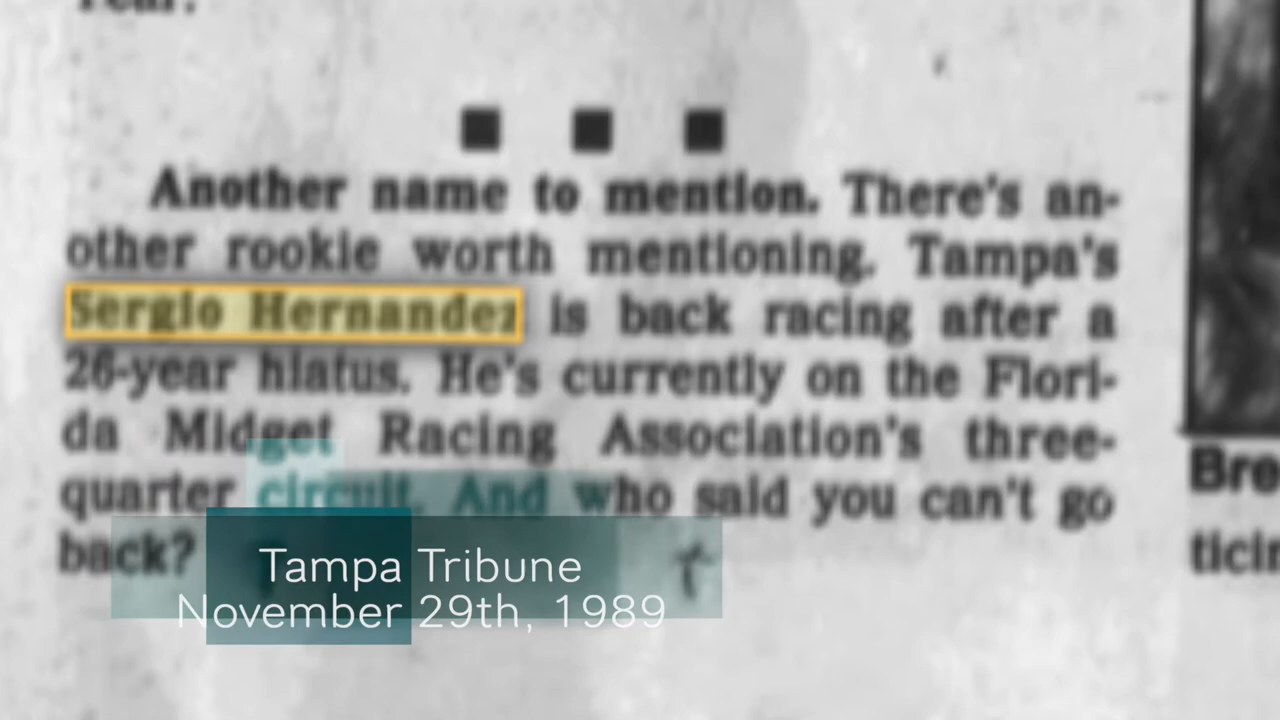 Another name to mention. There's an-
other rookie worth mentioning. Tampa's
Sergio Hernandez is back racing after a
26-year hiatus. He's currently on the Flori-
da Midget Racing Association's three-
quarter circuit. And who said you can't go
back?
Tampa Tribune
November 29th, 1989
Bre
ticin